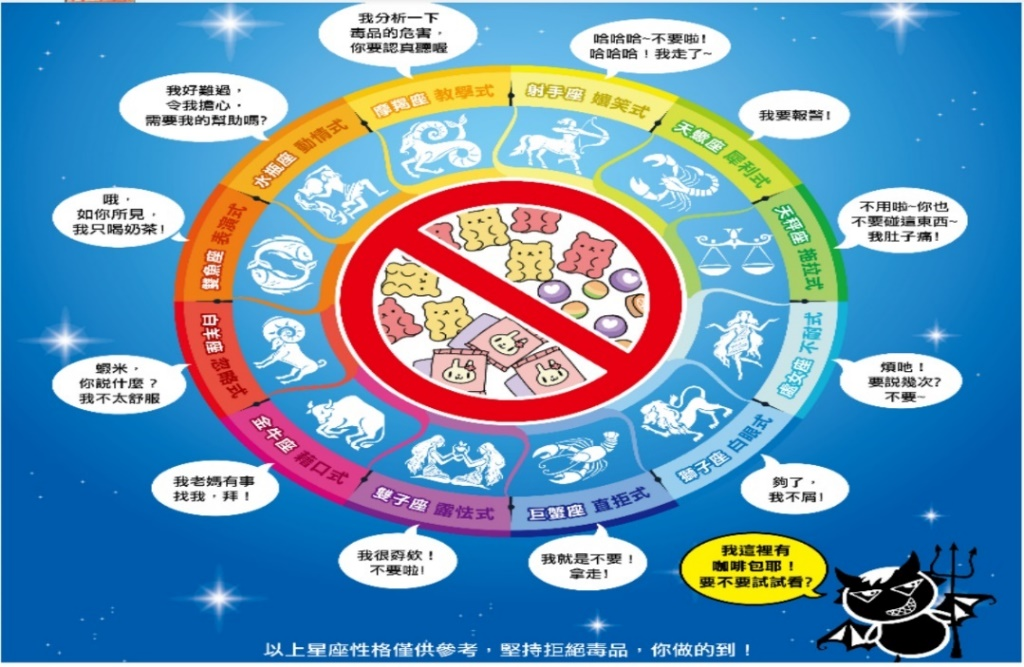 我分析一下
毒品的危害，
你要認真聽喔
哈哈哈~不要啦!
哈哈哈！我走了~
我好難過，
令我擔心，
需要我的幫助嗎?
我要報警!
哦，
如你所見，
我只喝奶茶!
不用啦~你也
不要碰這東西~
我肚子痛!
蝦米，
你說什麼？
我不太舒服
煩吔！
要說幾次?
不要~
我老媽有事
找我，拜！
夠了，
我不屑!
我很孬欸！
不要啦!
我就是不要！
拿走!
摩羯座 教學式
射手座 嬉笑式
天蠍座 犀利式
天秤座 拖拉式
處女座 不耐式
獅子座 白眼式
巨蟹座 直拒式
雙子座 露怯式
金牛座 藉口式
白羊座
雙魚座 表演式
水瓶座 動情式
我這裡有
咖啡包耶！
要不要試試看?
以上星座性格僅供參考，堅持拒絕毒品，你做的到！